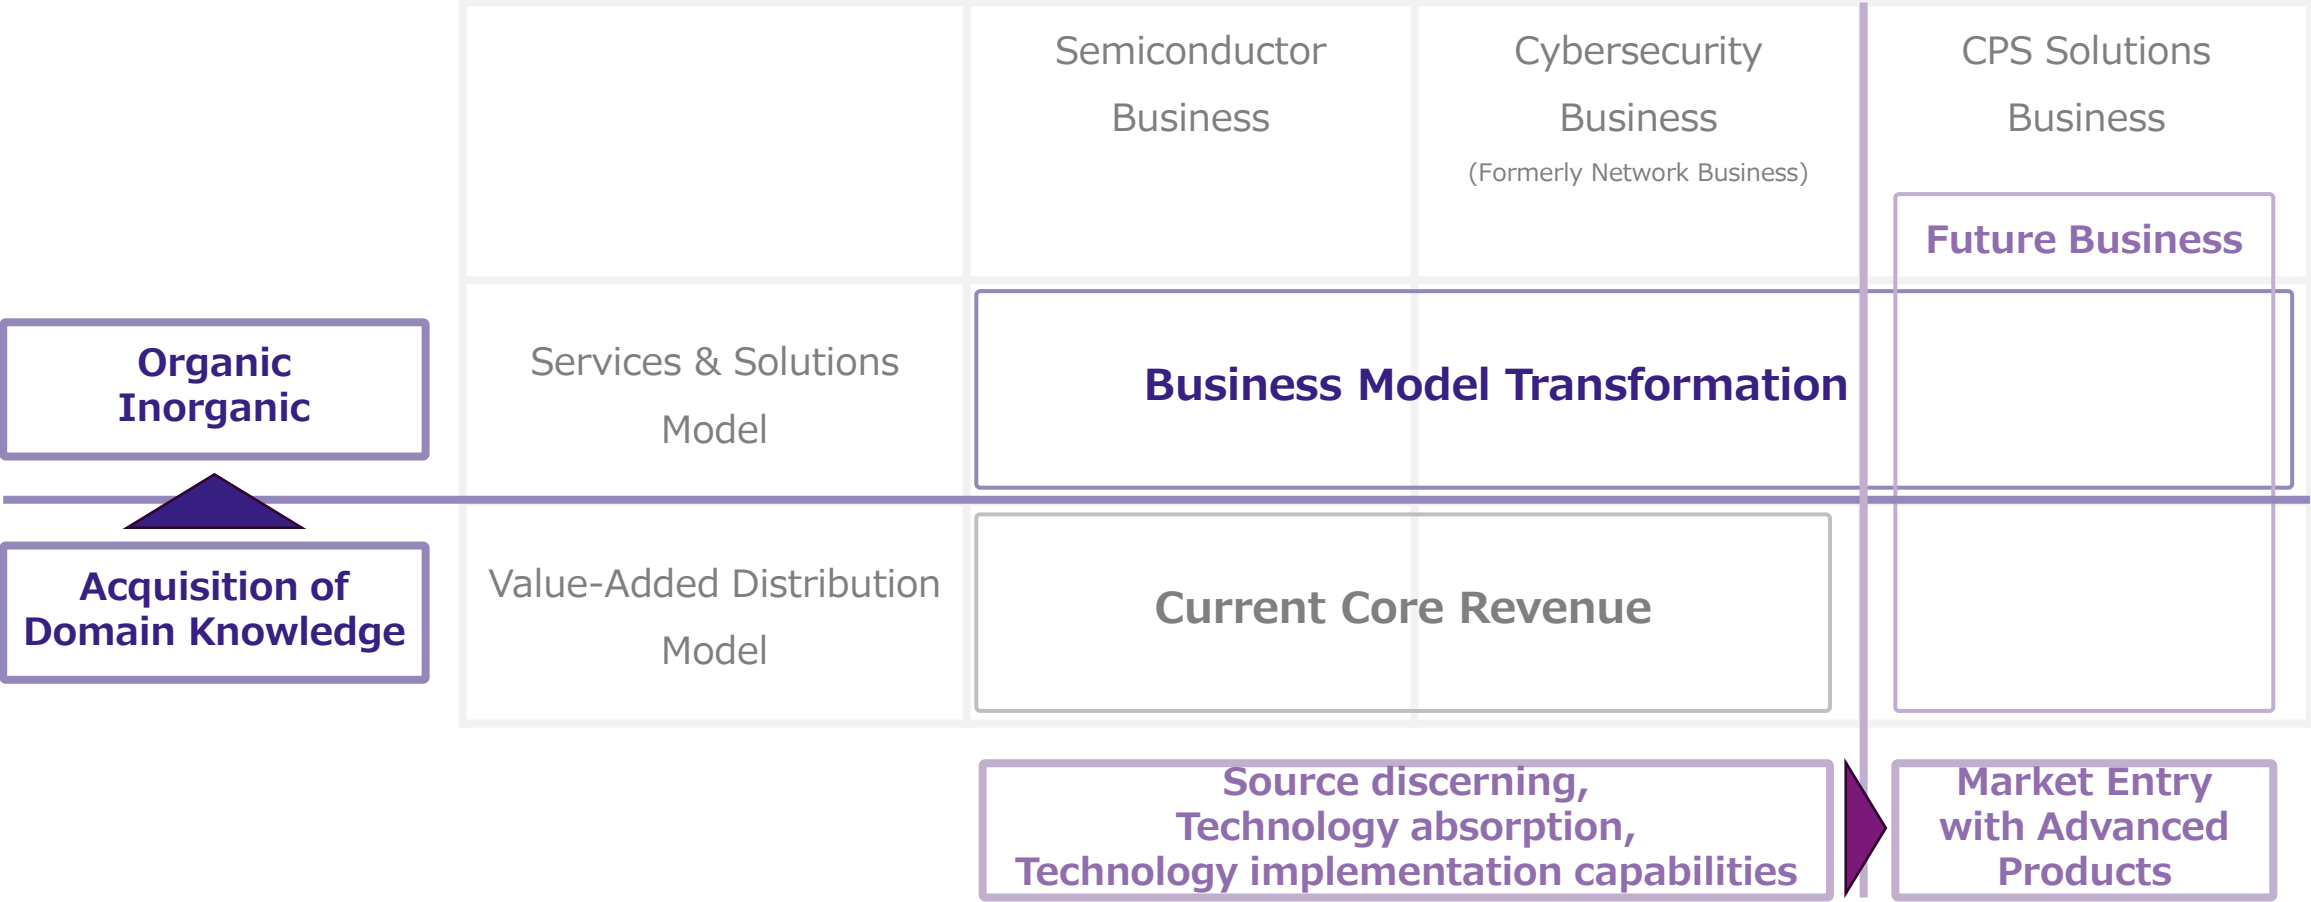 Semiconductor
Business
Cybersecurity
Business
(Formerly Network Business)
CPS Solutions
Business
Future Business
Organic
Inorganic
Services & Solutions
Model
Business Model Transformation
Acquisition of
Domain Knowledge
Value-Added Distribution
Model
Current Core Revenue
Source discerning,
Technology absorption,
Technology implementation capabilities
Market Entry
with Advanced
Products